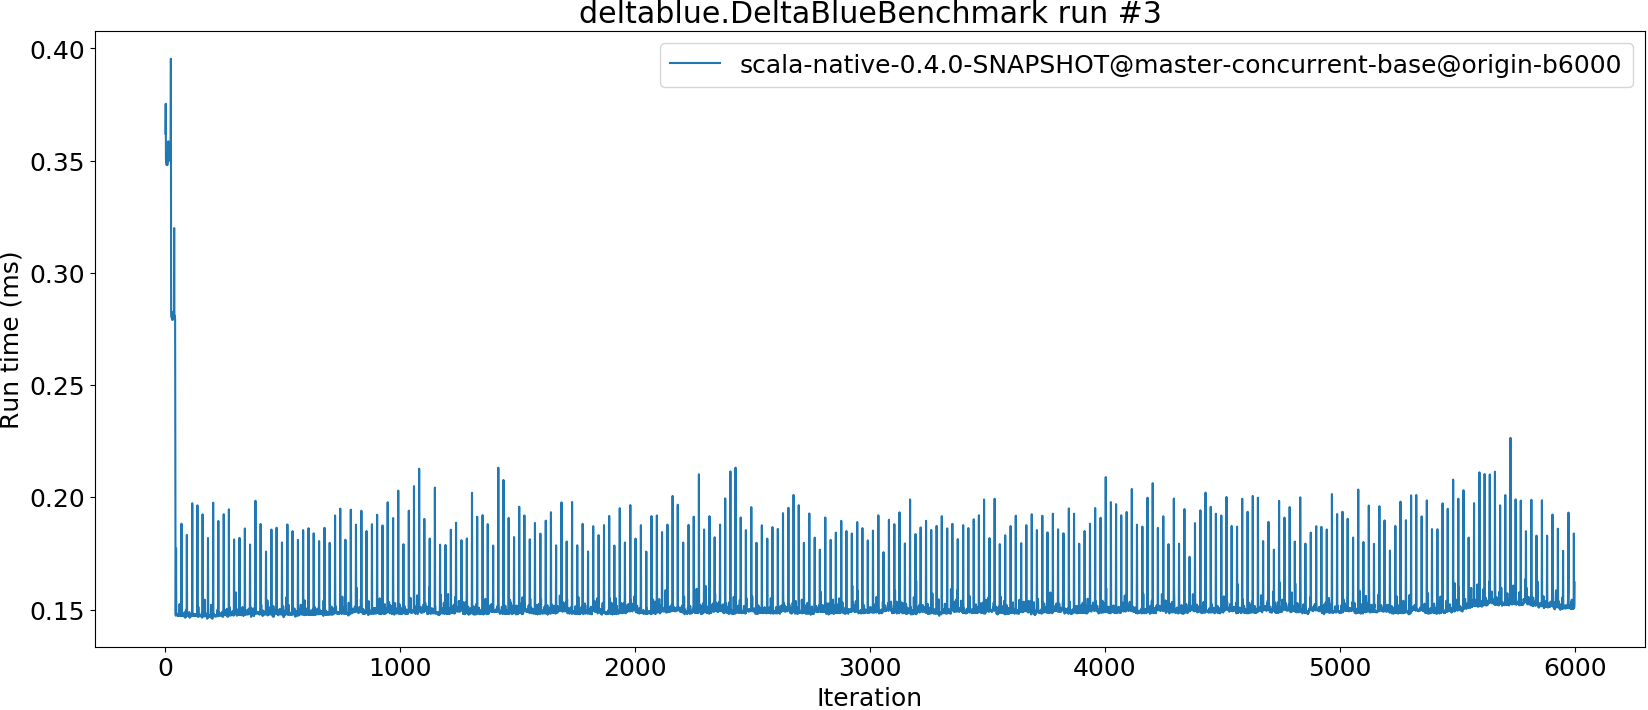 deltablue.DeltaBlueBenchmark run #3
scala-native-0.4.0-SNAPSHOT@master-concurrent-base@origin-b6000
Run time (ms)
0.40
0.35
0.30
0.25
0.20
0.15
0 1000 2000 3000 4000 5000 6000
Iteration